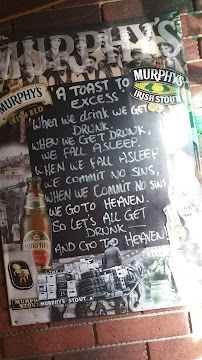 MURPHY'S
MURPHY'S
IRISH RED
MURPHY'S
IRISH STOUT
'A TOAST TO
EXCESS'
When we drink we get
DRUNK,
WHEN WE GET DRUNK,
WE FALL ASLEEP,
WHEN WE FALL ASLEEP
WE COMMIT NO SINS,
WHEN WE COMMIT NO SINS
WE GO TO HEAVEN.
SO LET'S ALL GET
DRUNK
AND GO TO HEAVEN!
MURPHY'S STOUT